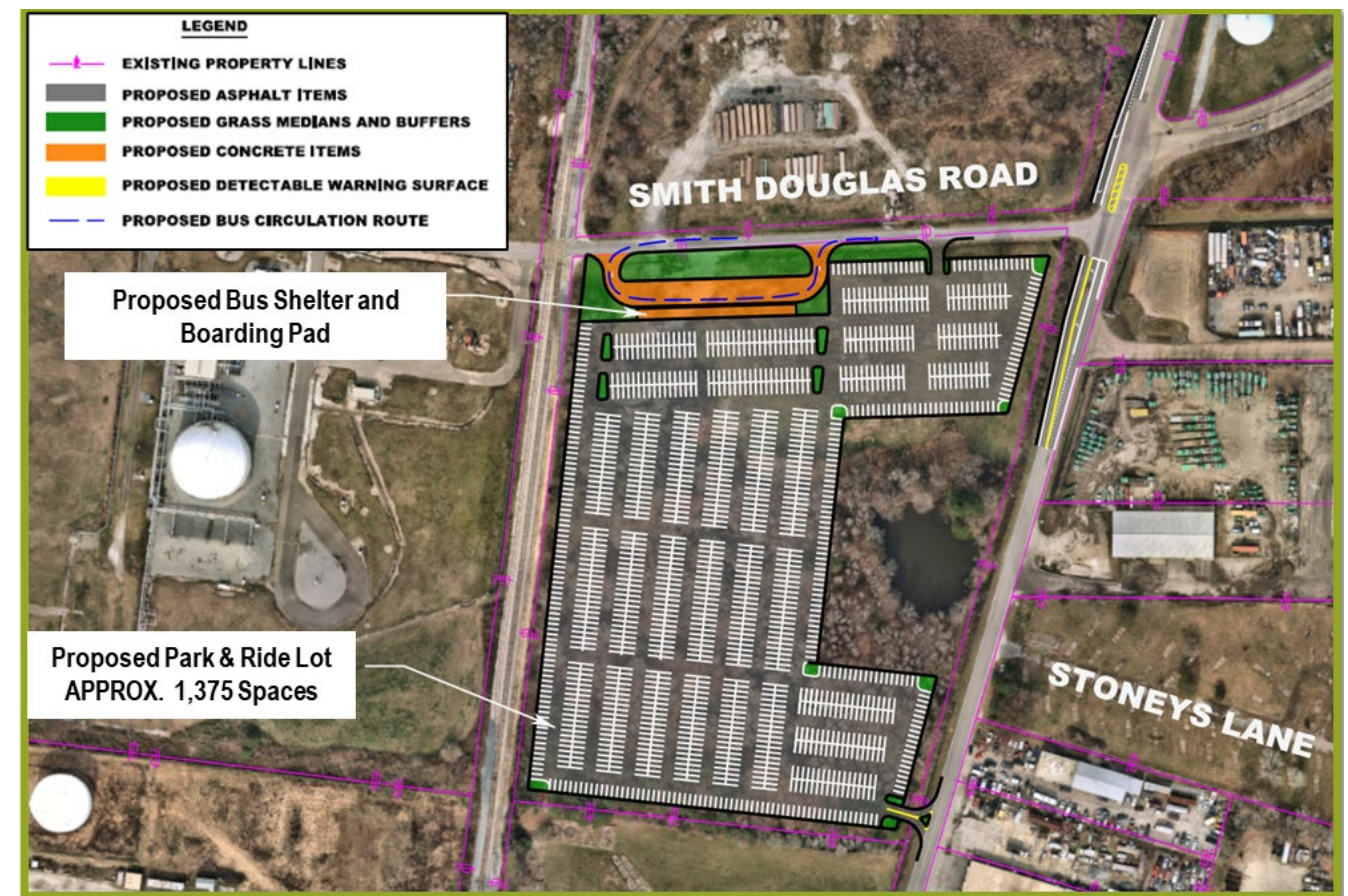 LEGEND
EXISTING PROPERTY LINES
PROPOSED ASPHALT ITEMS
PROPOSED GRASS MEDIANS AND BUFFERS
PROPOSED CONCRETE ITEMS
PROPOSED DETECTABLE WARNING SURFACE
PROPOSED BUS CIRCULATION ROUTE
SMITH DOUGLAS ROAD
Proposed Bus Shelter and
Boarding Pad
Proposed Park & Ride Lot
APPROX. 1,375 Spaces
STONEYS LANE